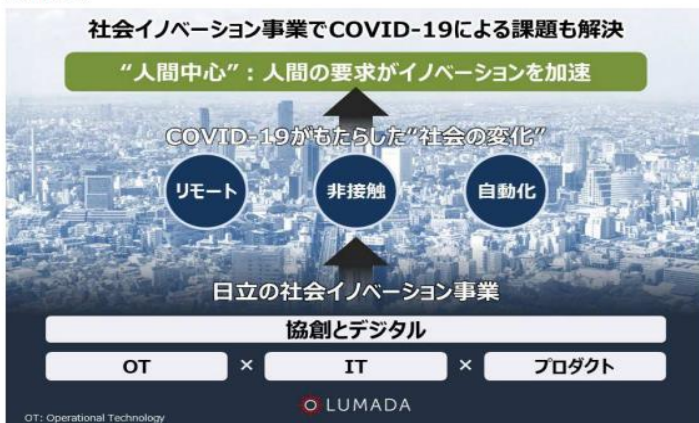 社会イノベーション事業でCOVID-19による課題も解決
“人間中心”：人間の要求がイノベーションを加速
COVID-19がもたらした“社会の変化”
リモート 非接触 自動化
日立の社会イノベーション事業
協創とデジタル
OT × IT × プロダクト
LUMADA
OT: Operational Technology